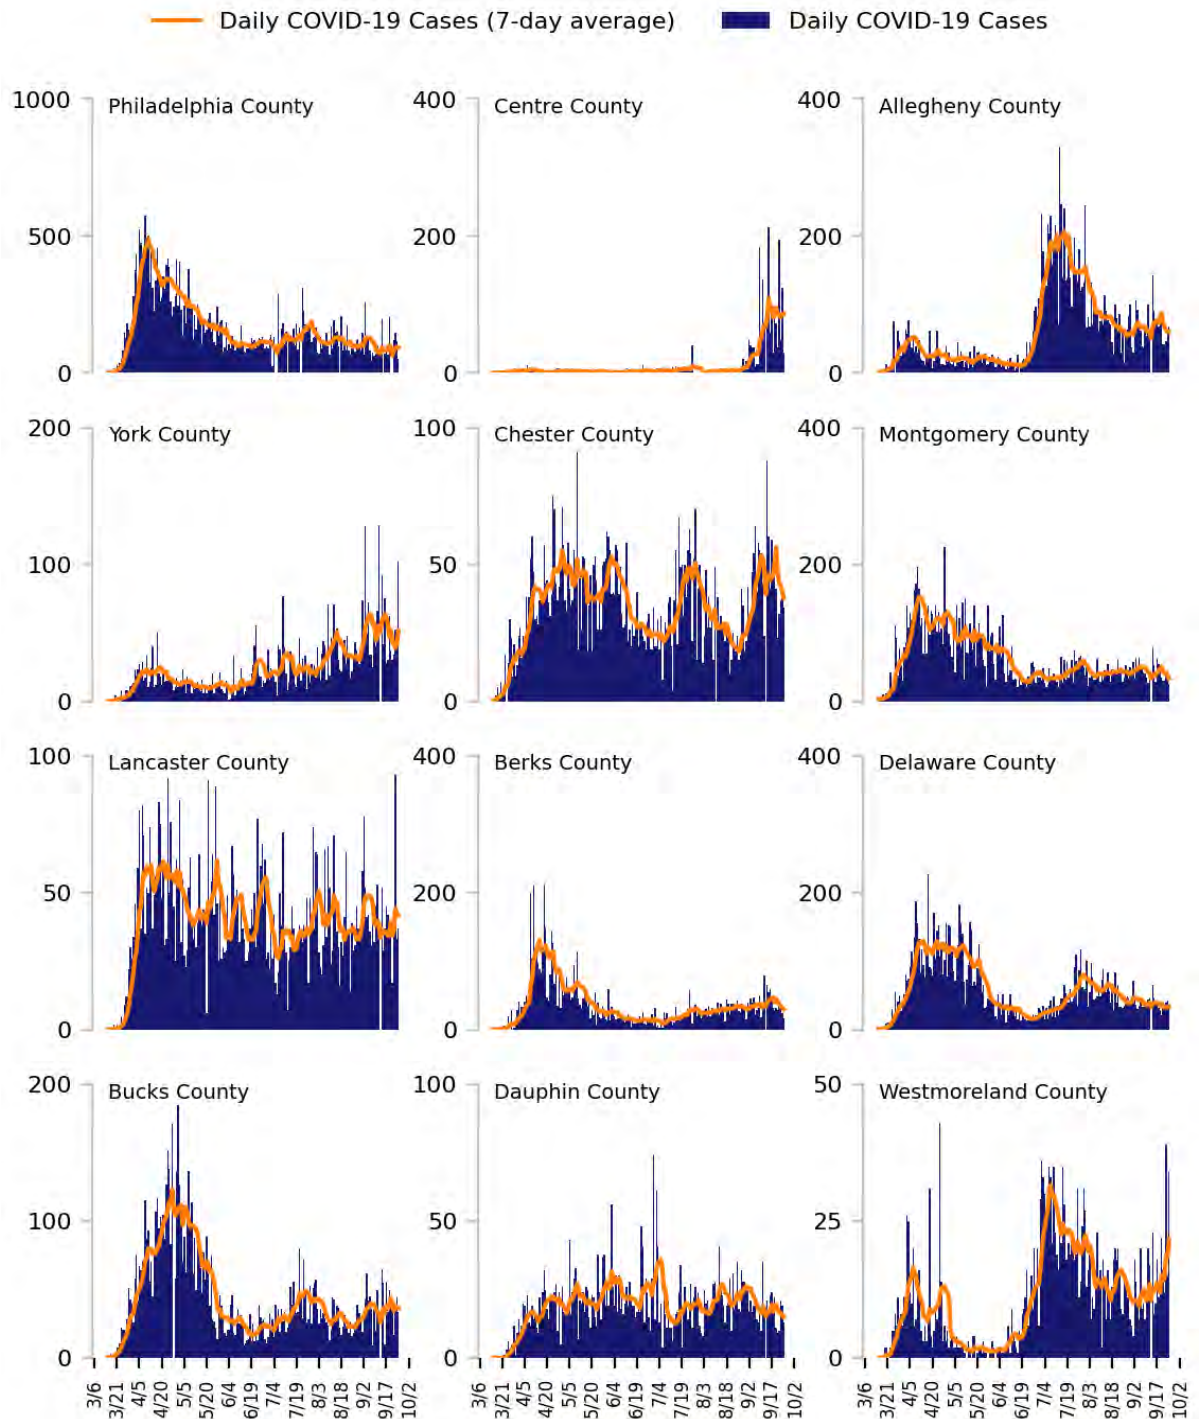 Daily COVID-19 Cases (7-day average) Daily COVID-19 Cases
1000 Philadelphia County 400 Centre County 400 Allegheny County
500 200 200
0 0 0
200 York County 100 Chester County 400 Montgomery County
100 50 200
0 0 0
100 Lancaster County 400 Berks County 400 Delaware County
50 200 200
0 0 0
200 Bucks County 100 Dauphin County 50 Westmoreland County
100 50 25
0 0 0
3/6 3/21 4/5 4/20 5/5 5/20 6/4 6/19 7/4 7/19 8/3 8/18 9/2 9/17 10/2 3/6 3/21 4/5 4/20 5/5 5/20 6/4 6/19 7/4 7/19 8/3 8/18 9/2 9/17 10/2 3/6 3/21 4/5 4/20 5/5 5/20 6/4 6/19 7/4 7/19 8/3 8/18 9/2 9/17 10/2